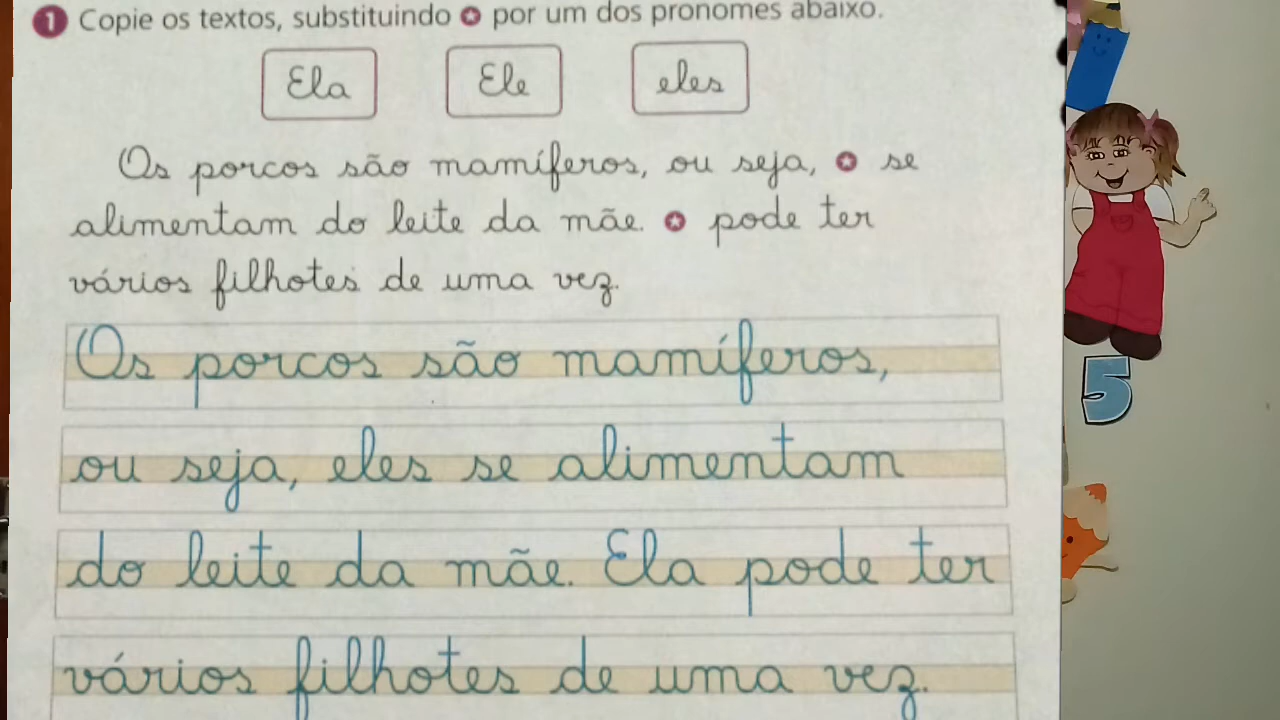 1 Copie os textos, substituindo ✪ por um dos pronomes abaixo.
Ela
Ele
eles
Os porcos são mamíferos, ou seja, ✪ se
alimentam do leite da mãe. ✪ pode ter
vários filhotes de uma vez.
Os porcos são mamíferos,
ou seja, eles se alimentam
do leite da mãe. Ela pode ter
vários filhotes de uma vez.
5